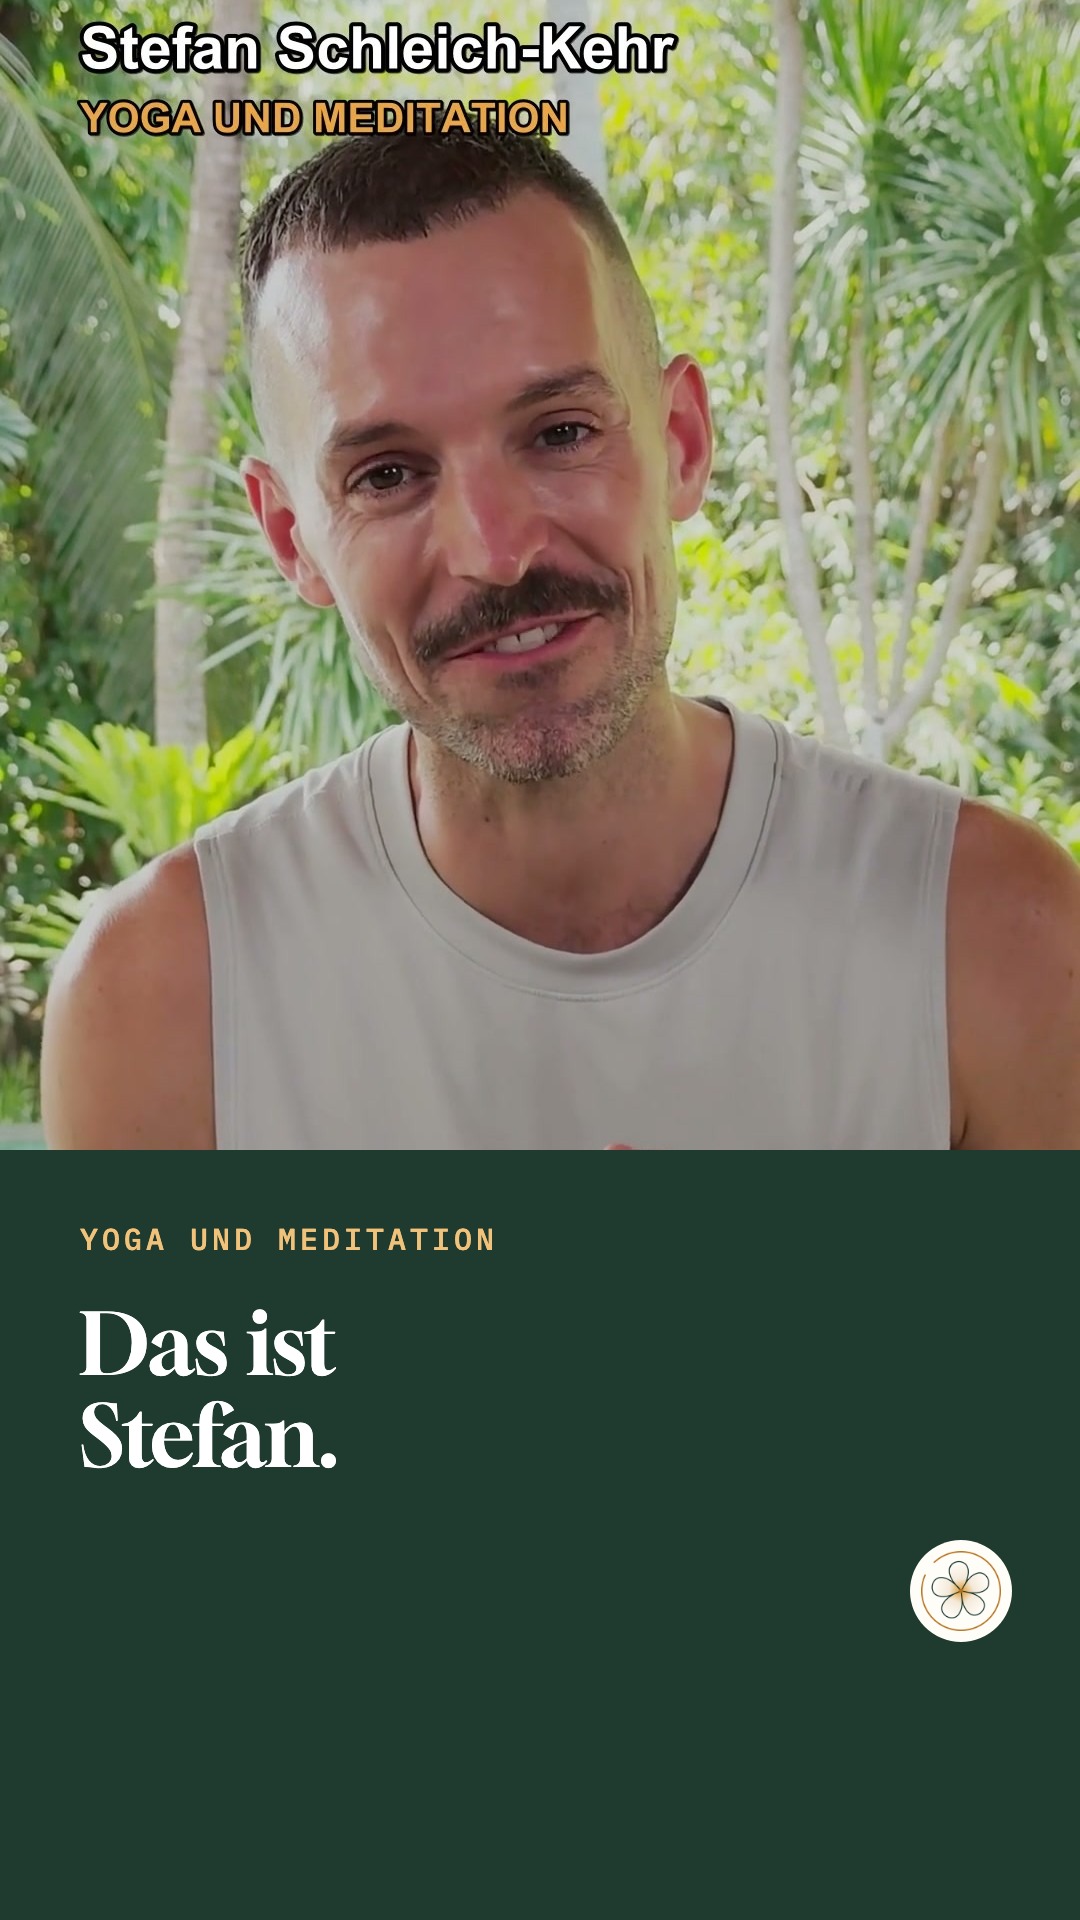 Stefan Schleich-Kehr
YOGA UND MEDITATION
YOGA UND MEDITATION
Das ist
Stefan.